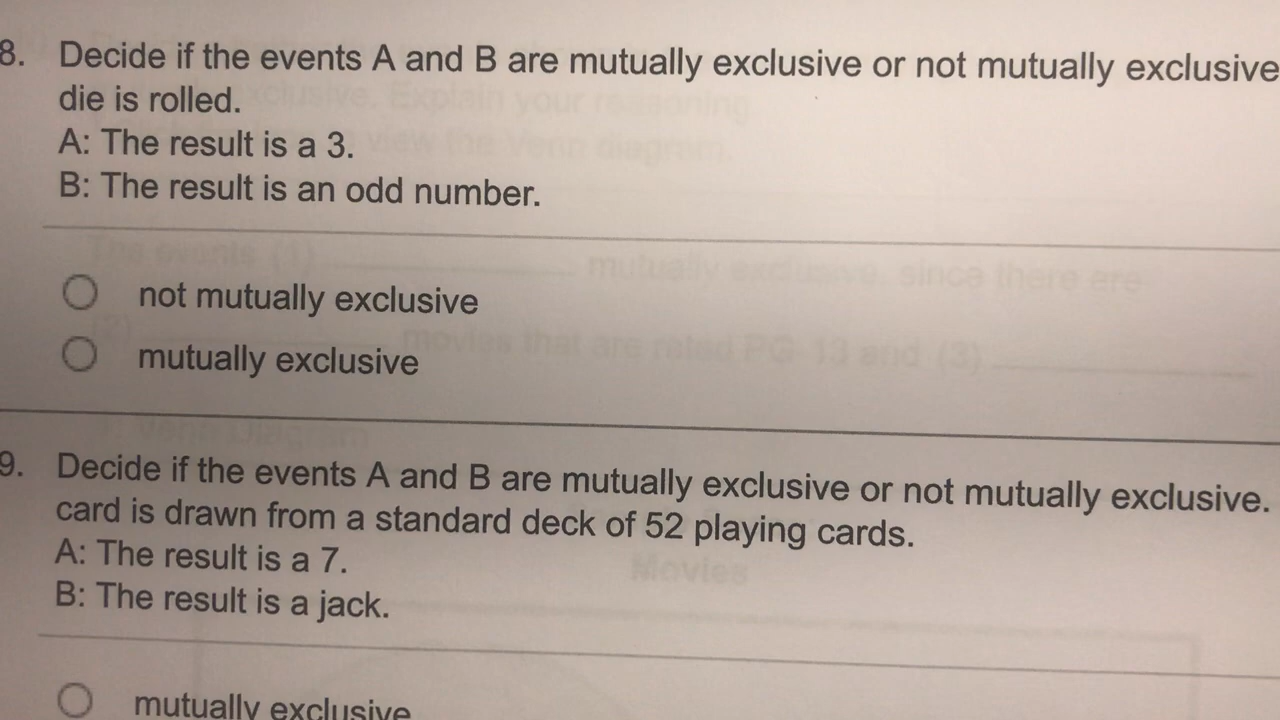 8. Decide if the events A and B are mutually exclusive or not mutually exclusive
die is rolled.
A: The result is a 3.
B: The result is an odd number.
not mutually exclusive
mutually exclusive
9. Decide if the events A and B are mutually exclusive or not mutually exclusive.
card is drawn from a standard deck of 52 playing cards.
A: The result is a 7.
B: The result is a jack.
mutually exclusive